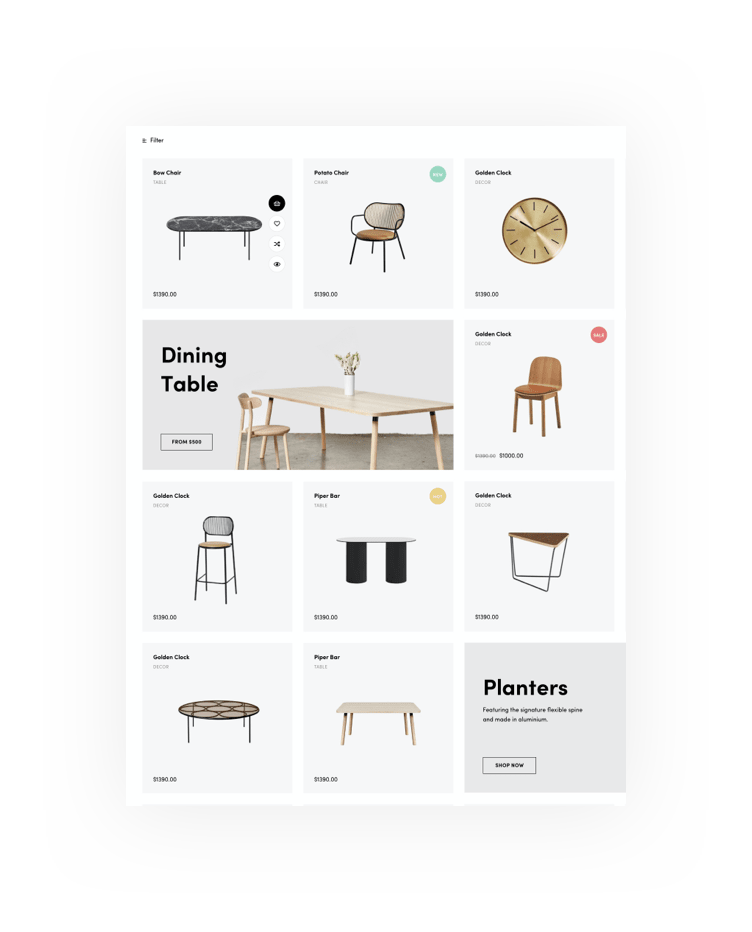 Filter
Bow Chair
TABLE
$1390.00
Potato Chair
CHAIR
NEW
$1390.00
Golden Clock
DECOR
$1390.00
Dining
Table
FROM $500
Golden Clock
DECOR
SALE
$1390.00 $1000.00
Golden Clock
DECOR
$1390.00
Piper Bar
TABLE
HOT
$1390.00
Golden Clock
DECOR
$1390.00
Golden Clock
DECOR
$1390.00
Piper Bar
TABLE
$1390.00
Planters
Featuring the signature flexible spine
and made in aluminium.
SHOP NOW